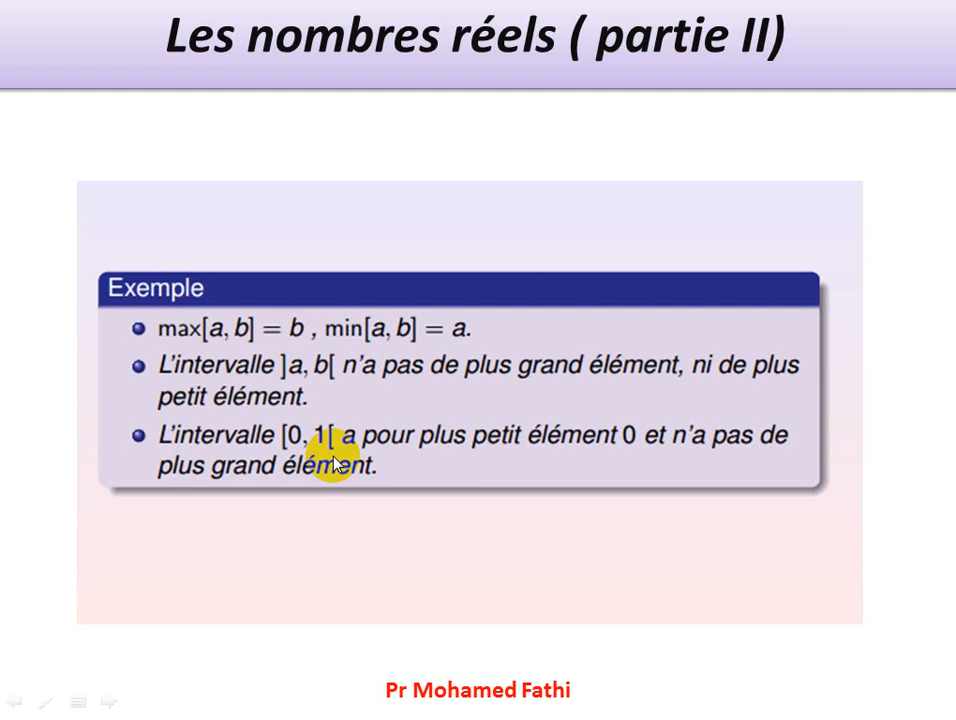 Les nombres réels ( partie II)
Exemple
max[a, b] = b , min[a, b] = a.
L'intervalle ]a, b[ n'a pas de plus grand élément, ni de plus
petit élément.
L'intervalle [0, 1[ a pour plus petit élément 0 et n'a pas de
plus grand élément.
Pr Mohamed Fathi